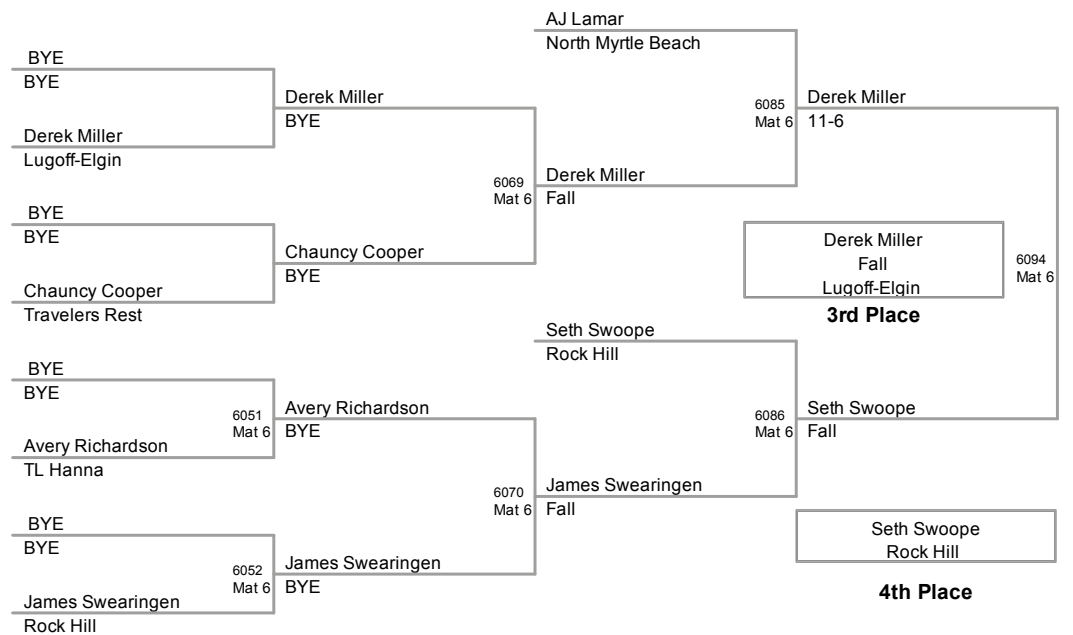 AJ Lamar
North Myrtle Beach
BYE
BYE
Derek Miller
BYE
6085
Mat 6
Derek Miller
11-6
Derek Miller
Lugoff-Elgin
6069
Mat 6
Derek Miller
Fall
BYE
BYE
Chauncy Cooper
BYE
Derek Miller
Fall
Lugoff-Elgin
6094
Mat 6
3rd Place
Chauncy Cooper
Travelers Rest
Seth Swoope
Rock Hill
BYE
BYE
6051
Mat 6
Avery Richardson
BYE
6086
Mat 6
Seth Swoope
Fall
Avery Richardson
TL Hanna
6070
Mat 6
James Swearingen
Fall
BYE
BYE
Seth Swoope
Rock Hill
6052
Mat 6
James Swearingen
BYE
4th Place
James Swearingen
Rock Hill